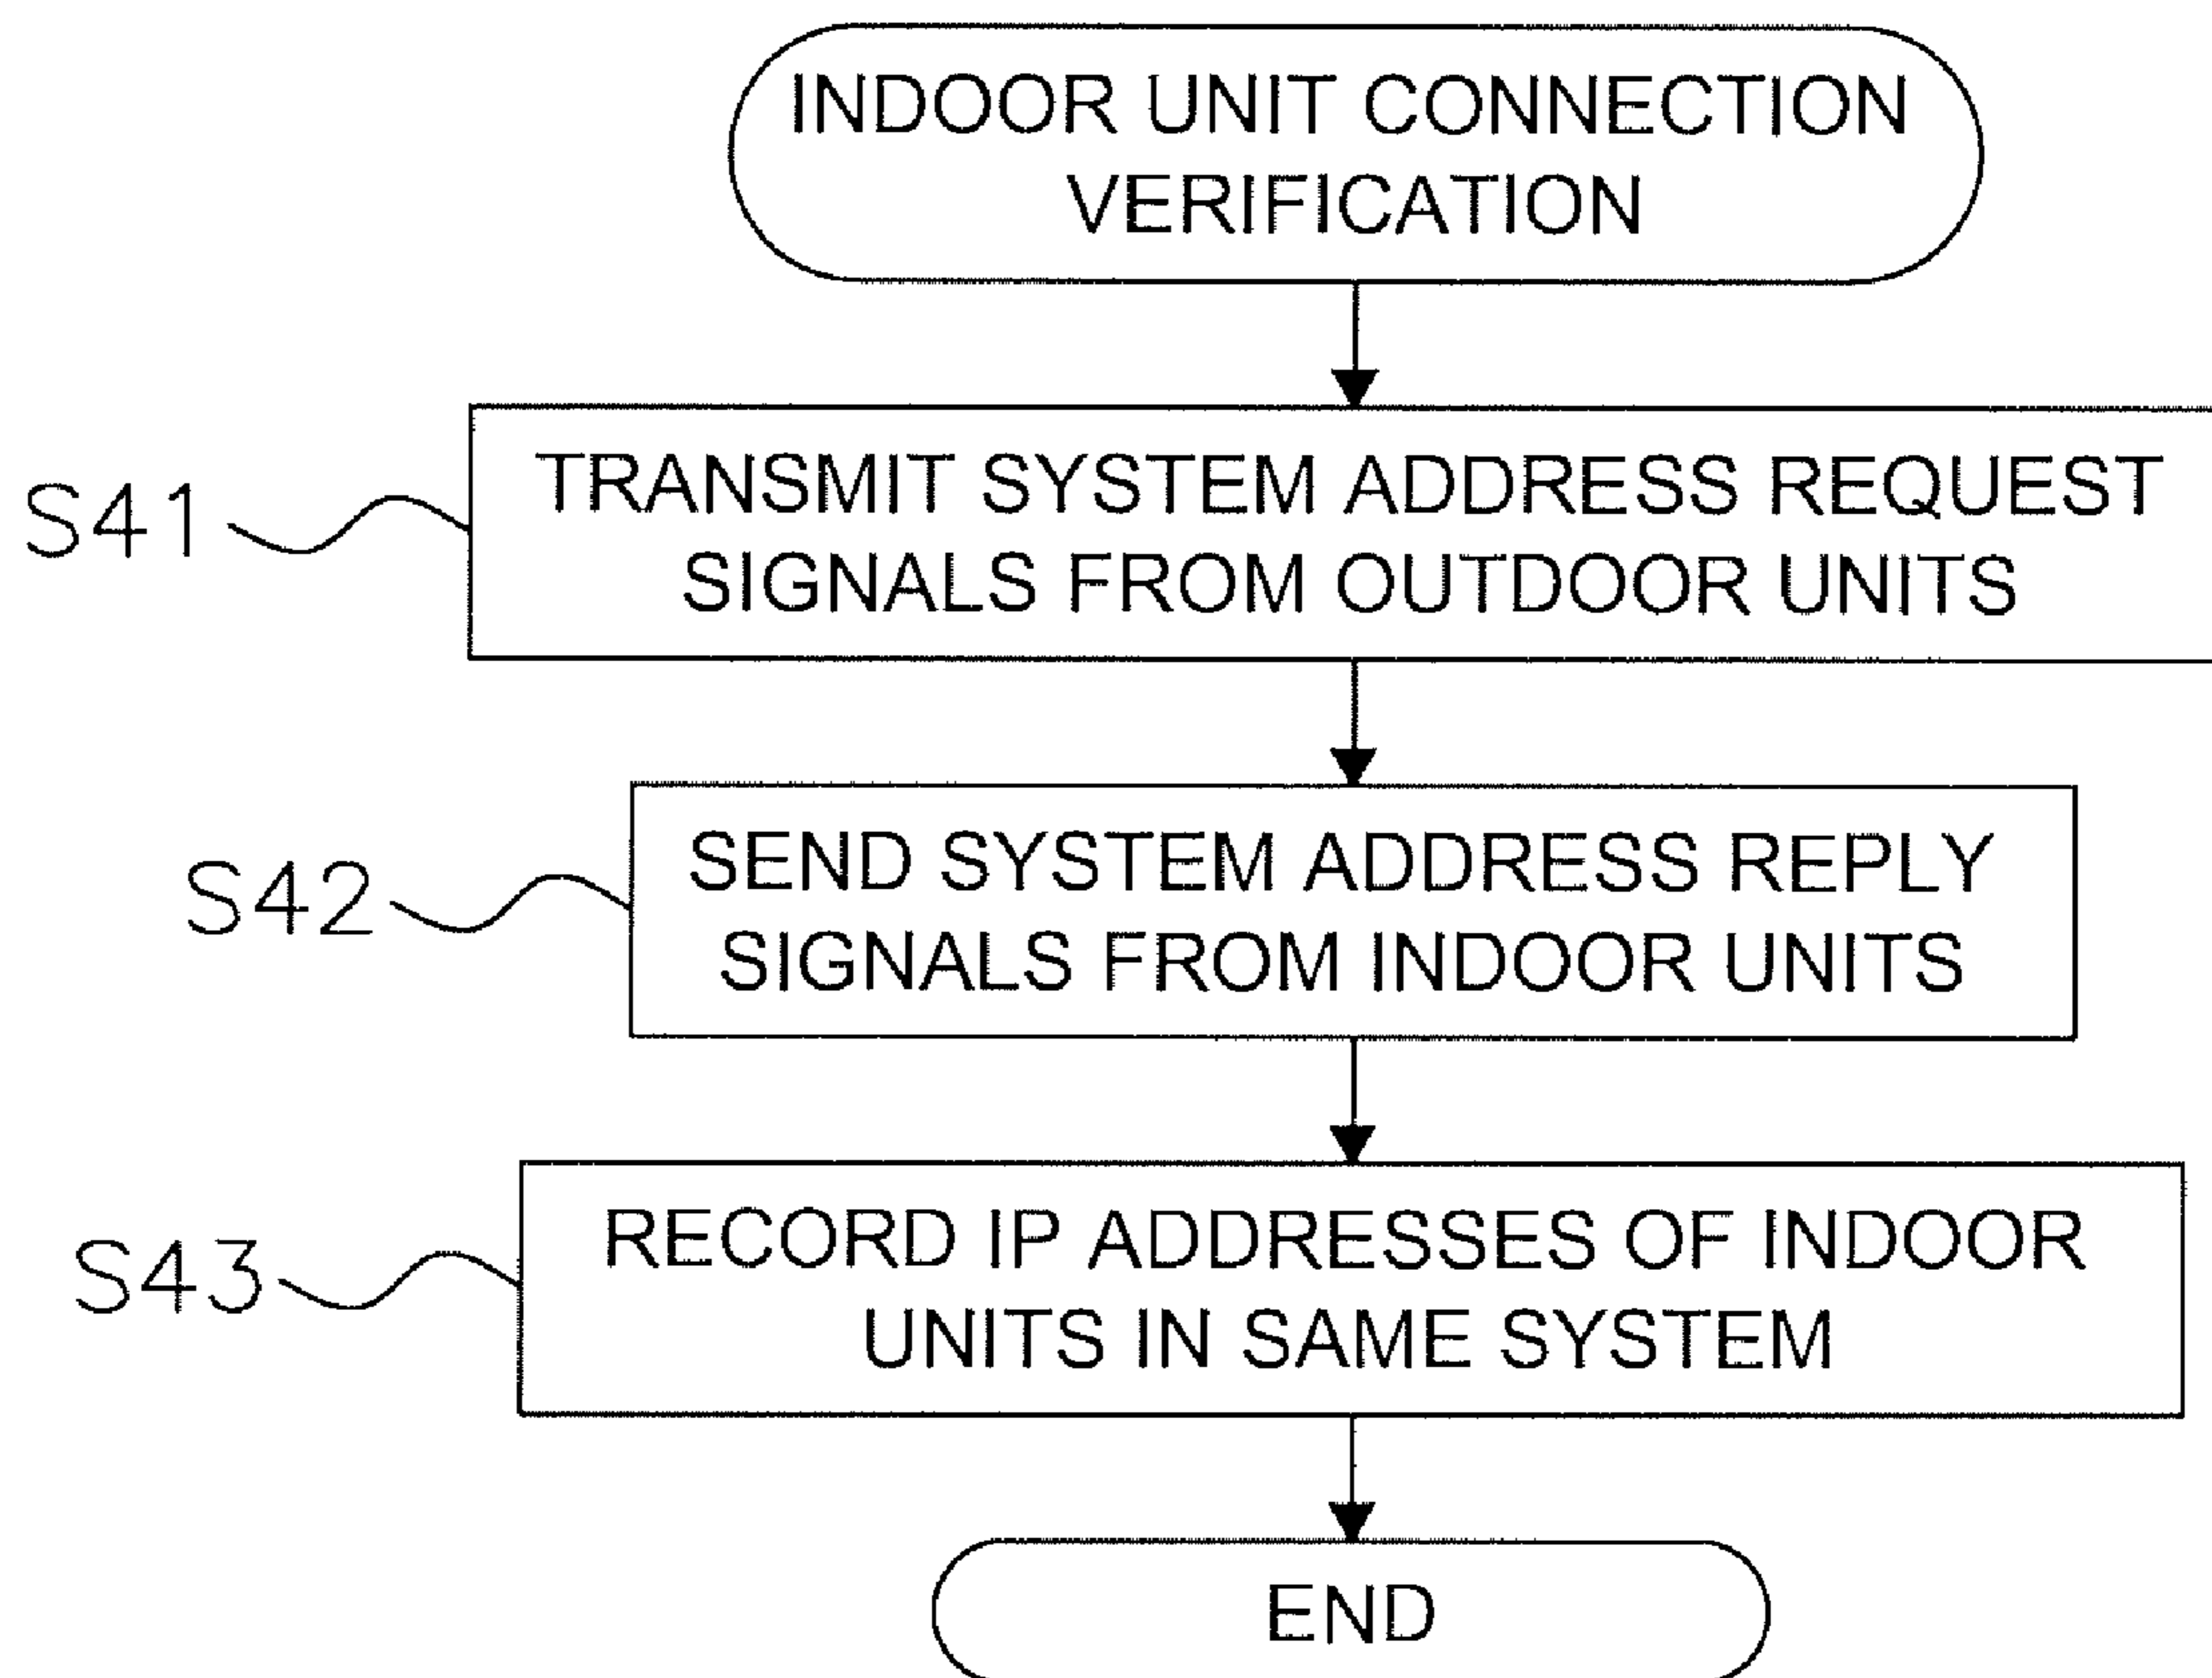 INDOOR UNIT CONNECTION
VERIFICATION
S41
TRANSMIT SYSTEM ADDRESS REQUEST
SIGNALS FROM OUTDOOR UNITS
S42
SEND SYSTEM ADDRESS REPLY
SIGNALS FROM INDOOR UNITS
S43
RECORD IP ADDRESSES OF INDOOR
UNITS IN SAME SYSTEM
END